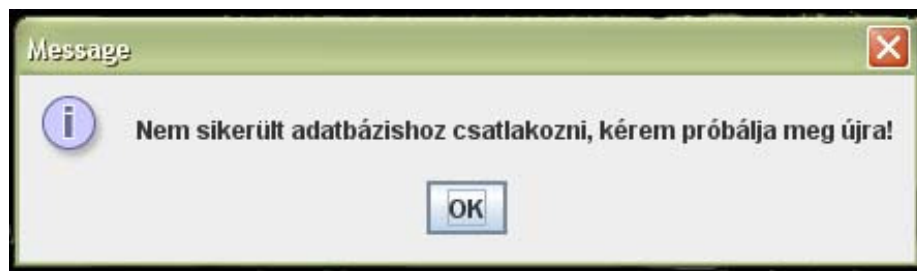 Message
Nem sikerült adatbázishoz csatlakozni, kérem próbálja meg újra!
OK